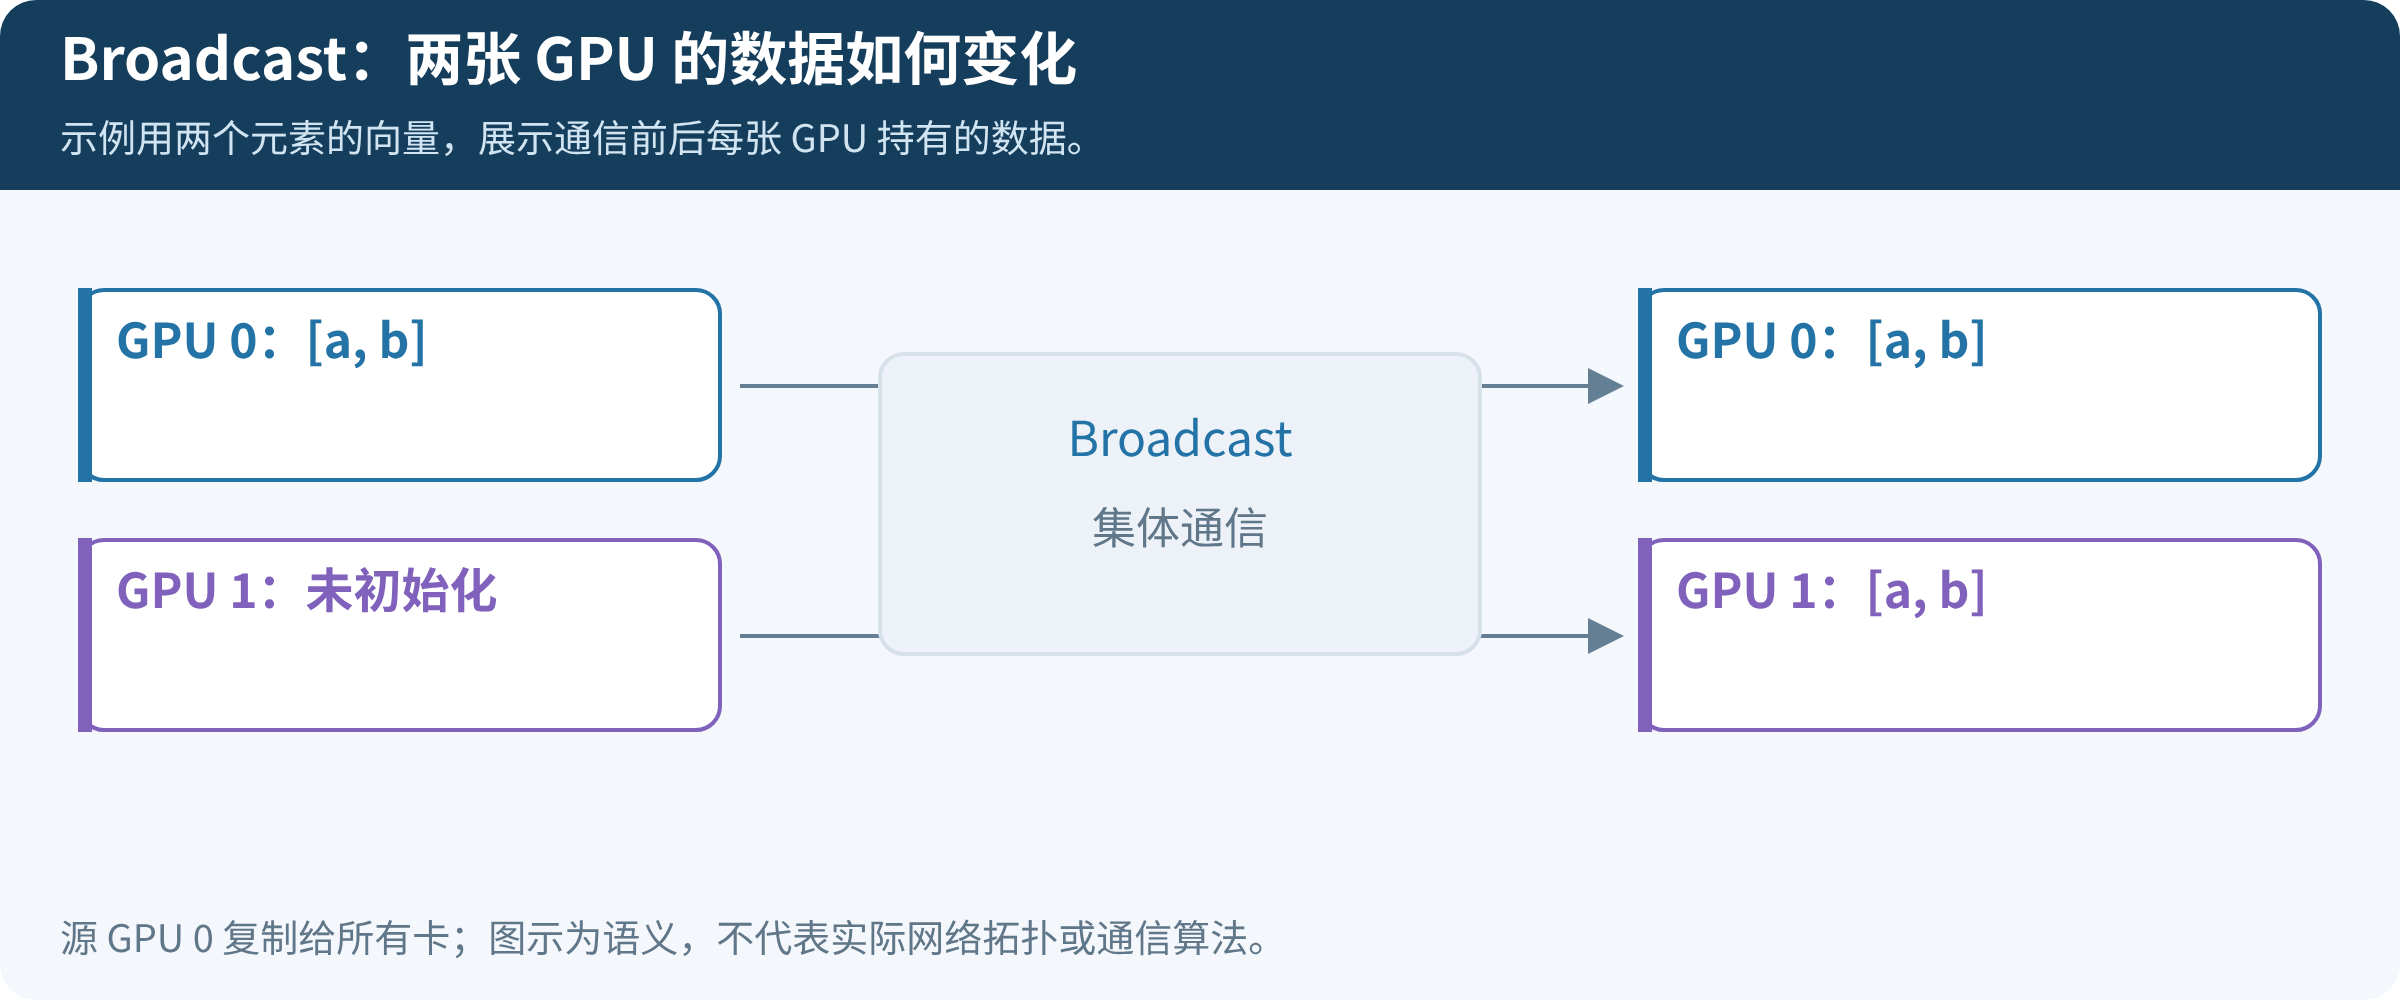 Broadcast：两张 GPU 的数据如何变化
示例用两个元素的向量，展示通信前后每张 GPU 持有的数据。
GPU 0：[a, b]
GPU 1：未初始化
Broadcast
集体通信
GPU 0：[a, b]
GPU 1：[a, b]
源 GPU 0 复制给所有卡；图示为语义，不代表实际网络拓扑或通信算法。